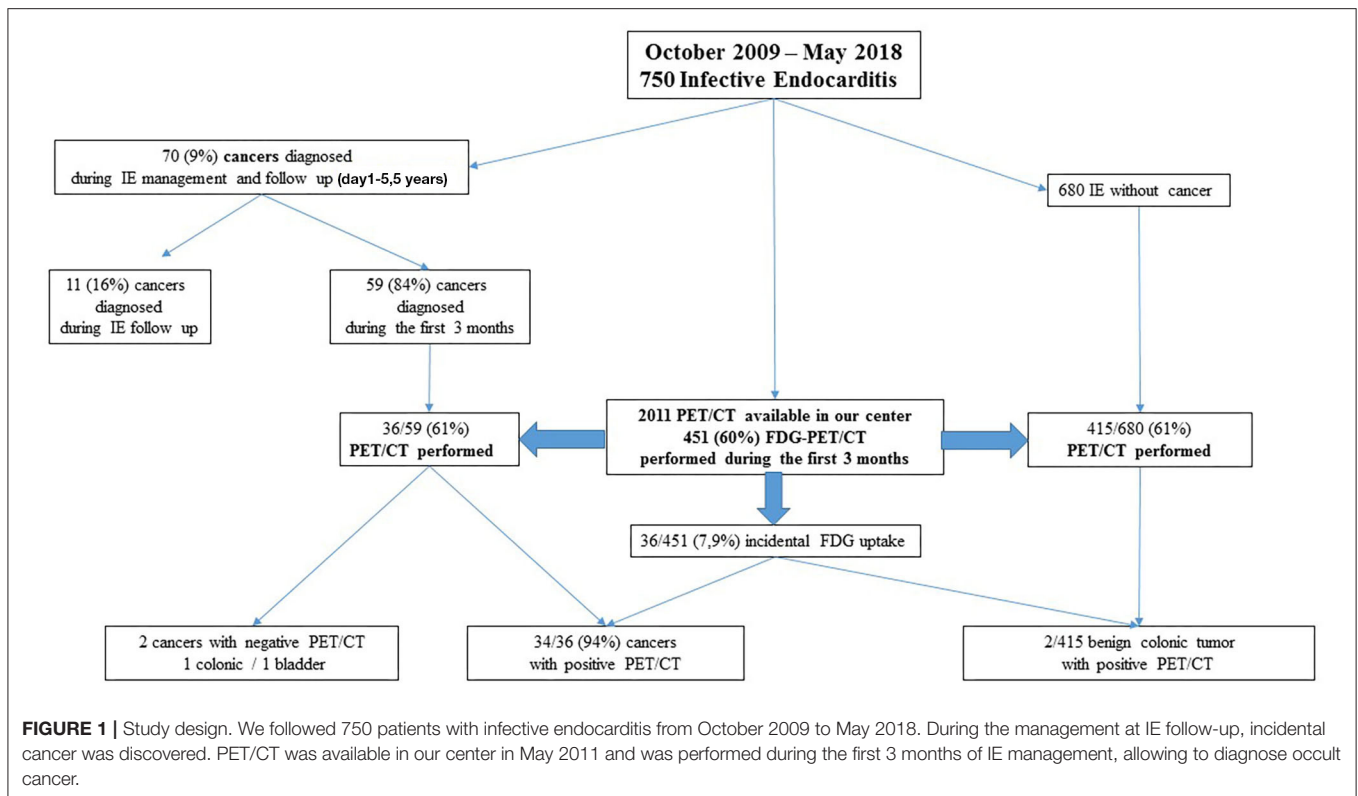 October 2009 – May 2018
750 Infective Endocarditis
70 (9%) cancers diagnosed
during IE management and follow up (day1-5,5 years)
680 IE without cancer
11 (16%) cancers
diagnosed
during IE follow up
59 (84%) cancers
diagnosed
during the first 3 months
36/59 (61%)
PET/CT performed
2011 PET/CT available in our center
451 (60%) FDG-PET/CT
performed during the first 3 months
415/680 (61%)
PET/CT performed
36/451 (7,9%) incidental FDG uptake
2 cancers with negative PET/CT
1 colonic / 1 bladder
34/36 (94%) cancers
with positive PET/CT
2/415 benign colonic tumor
with positive PET/CT
FIGURE 1 | Study design. We followed 750 patients with infective endocarditis from October 2009 to May 2018. During the management at IE follow-up, incidental
cancer was discovered. PET/CT was available in our center in May 2011 and was performed during the first 3 months of IE management, allowing to diagnose occult
cancer.